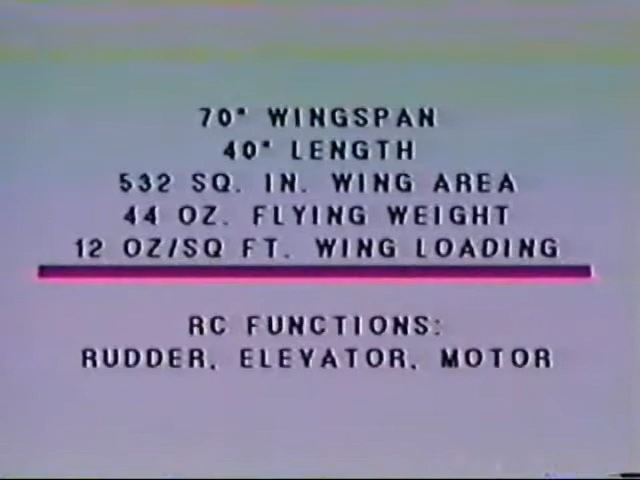 70" WINGSPAN
40" LENGTH
532 SQ. IN. WING AREA
44 OZ. FLYING WEIGHT
12 OZ/SQ FT. WING LOADING
RC FUNCTIONS:
RUDDER, ELEVATOR, MOTOR